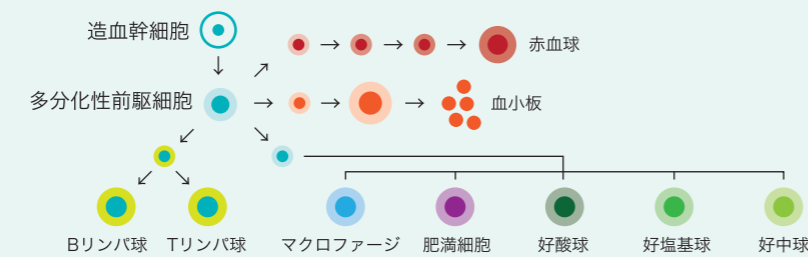 造血幹細胞
赤血球
多分化性前駆細胞
血小板
Bリンパ球
Tリンパ球
マクロファージ
肥満細胞
好酸球
好塩基球
好中球